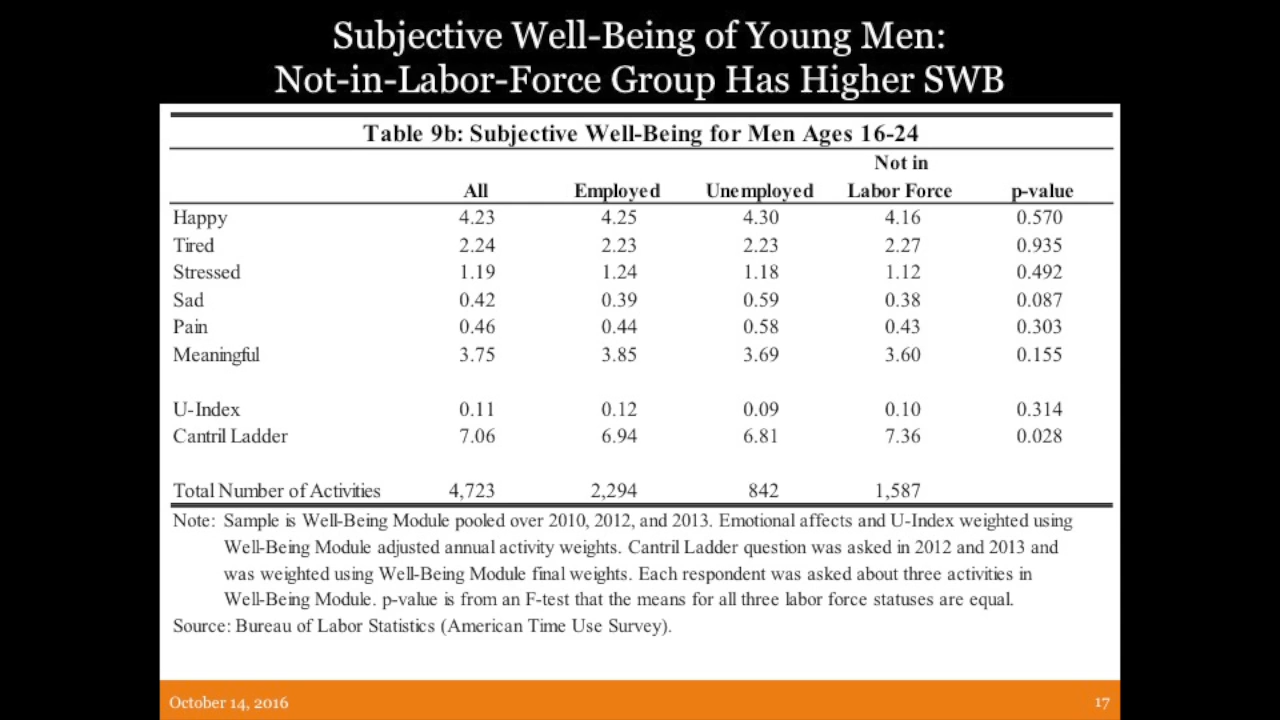 Subjective Well-Being of Young Men:
Not-in-Labor-Force Group Has Higher SWB
Table 9b: Subjective Well-Being for Men Ages 16-24
Not in
All Employed Unemployed Labor Force p-value
Happy 4.23 4.25 4.30 4.16 0.570
Tired 2.24 2.23 2.23 2.27 0.935
Stressed 1.19 1.24 1.18 1.12 0.492
Sad 0.42 0.39 0.59 0.38 0.087
Pain 0.46 0.44 0.58 0.43 0.303
Meaningful 3.75 3.85 3.69 3.60 0.155
U-Index 0.11 0.12 0.09 0.10 0.314
Cantril Ladder 7.06 6.94 6.81 7.36 0.028
Total Number of Activities 4,723 2,294 842 1,587
Note: Sample is Well-Being Module pooled over 2010, 2012, and 2013. Emotional affects and U-Index weighted using
Well-Being Module adjusted annual activity weights. Cantril Ladder question was asked in 2012 and 2013 and
was weighted using Well-Being Module final weights. Each respondent was asked about three activities in
Well-Being Module. p-value is from an F-test that the means for all three labor force statuses are equal.
Source: Bureau of Labor Statistics (American Time Use Survey).
October 14, 2016 17